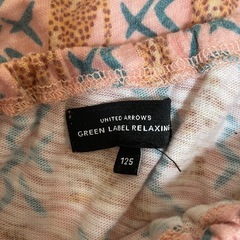 UNITED ARROWS
GREEN LABEL RELAXING
125